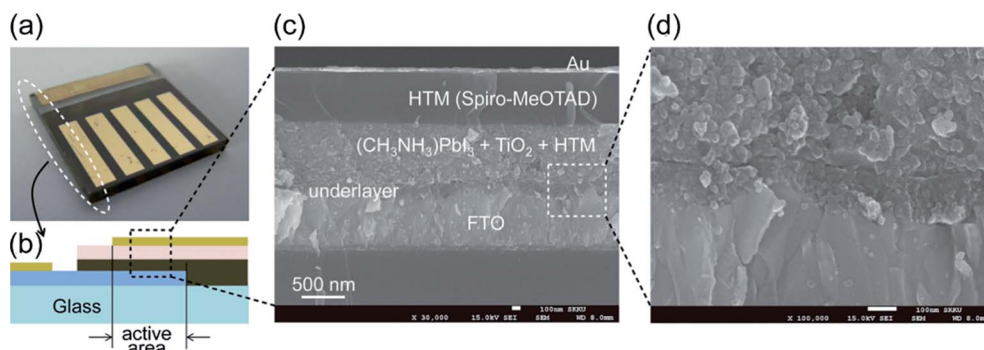 (a)
(b)
Glass
active
area
(c)
Au
HTM (Spiro-MeOTAD)
(CH₃NH₃)PbI₃ + TiO₂ + HTM
underlayer
FTO
500 nm
100nm SKKU
X 30,000 15.0kV SEI SEM WD 8.0mm
(d)
100nm SKKU
X 100,000 15.0kV SEI SEM WD 8.0mm